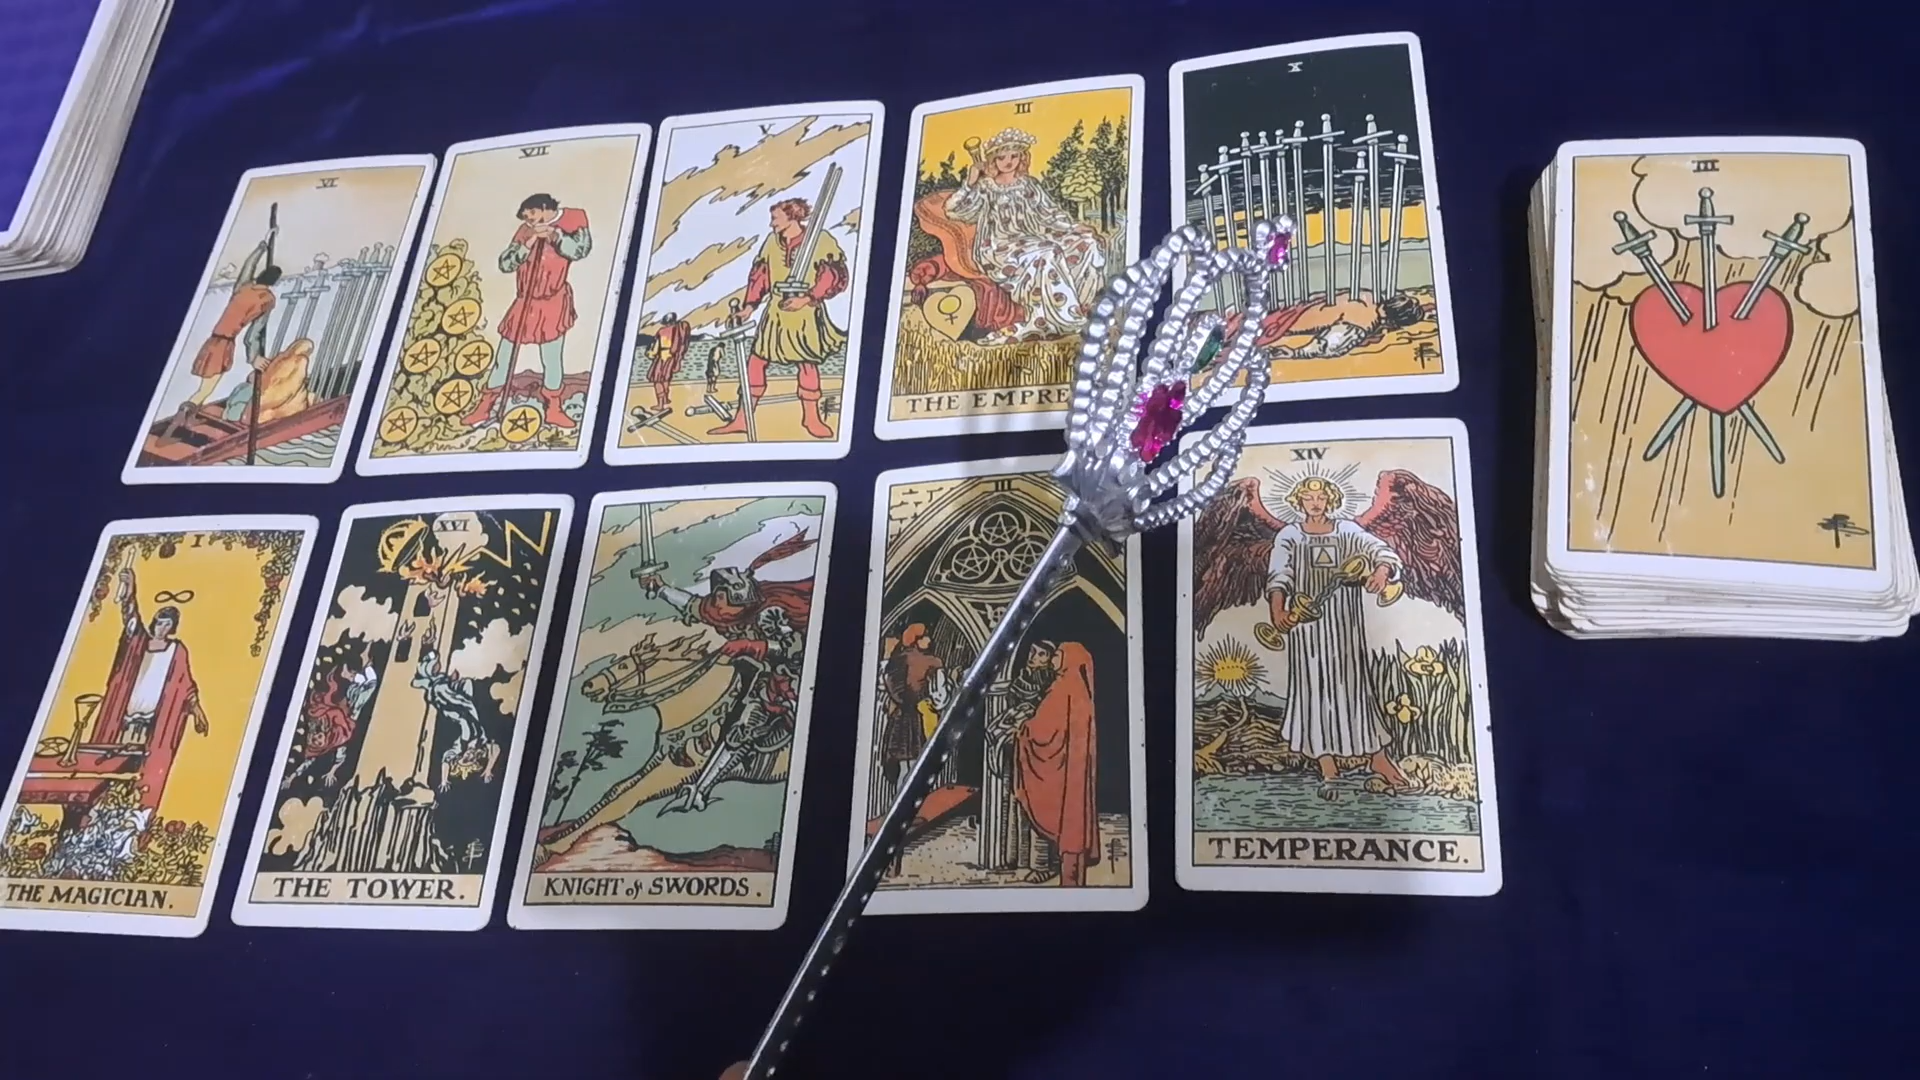 VI
VII
V
III
THE EMPRE
X
III
I
THE MAGICIAN.
XVI
THE TOWER.
KNIGHT of SWORDS.
III
XIV
TEMPERANCE.